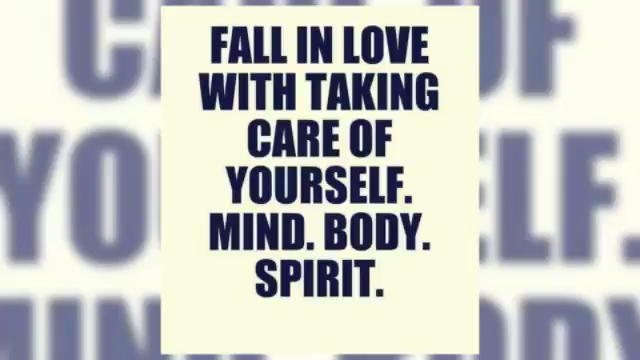 FALL IN LOVE
WITH TAKING
CARE OF
YOURSELF.
MIND. BODY.
SPIRIT.